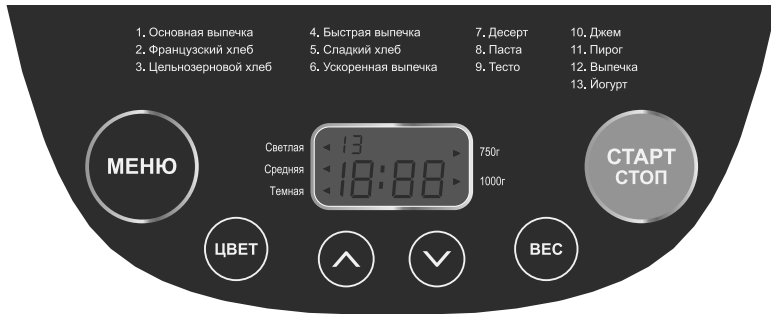 1. Основная выпечка
2. Французский хлеб
3. Цельнозерновой хлеб
4. Быстрая выпечка
5. Сладкий хлеб
6. Ускоренная выпечка
7. Десерт
8. Паста
9. Тесто
10. Джем
11. Пирог
12. Выпечка
13. Йогурт
МЕНЮ
Светлая
Средняя
Темная
13
18:88
750г
1000г
СТАРТ
СТОП
ЦВЕТ
ВЕС